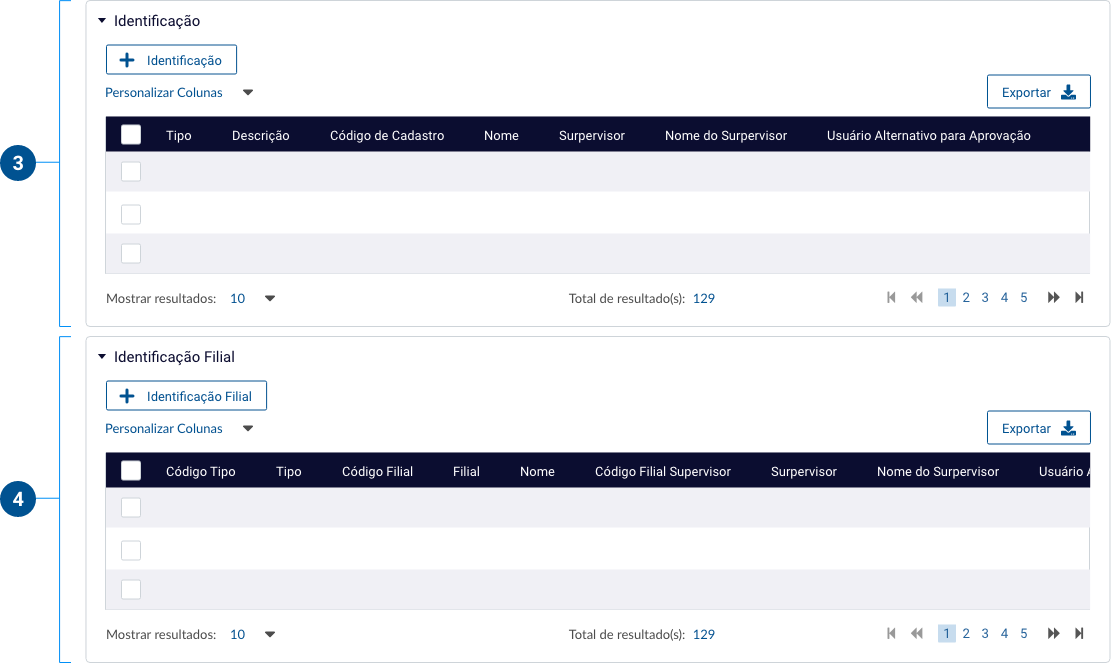 Identificação
Identificação
Personalizar Colunas
Exportar
Tipo Descrição Código de Cadastro Nome Surpervisor Nome do Surpervisor Usuário Alternativo para Aprovação
3
Mostrar resultados: 10 Total de resultado(s): 129 1 2 3 4 5
Identificação Filial
Identificação Filial
Personalizar Colunas
Exportar
Código Tipo Tipo Código Filial Filial Nome Código Filial Supervisor Surpervisor Nome do Surpervisor Usuário A
4
Mostrar resultados: 10 Total de resultado(s): 129 1 2 3 4 5